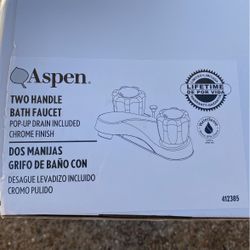 Aspen®
TWO HANDLE
BATH FAUCET
POP-UP DRAIN INCLUDED
CHROME FINISH
DOS MANIJAS
GRIFO DE BAÑO CON
DESAGUE LEVADIZO INCLUIDO
CROMO PULIDO
LIFETIME
DE POR VIDA
412385